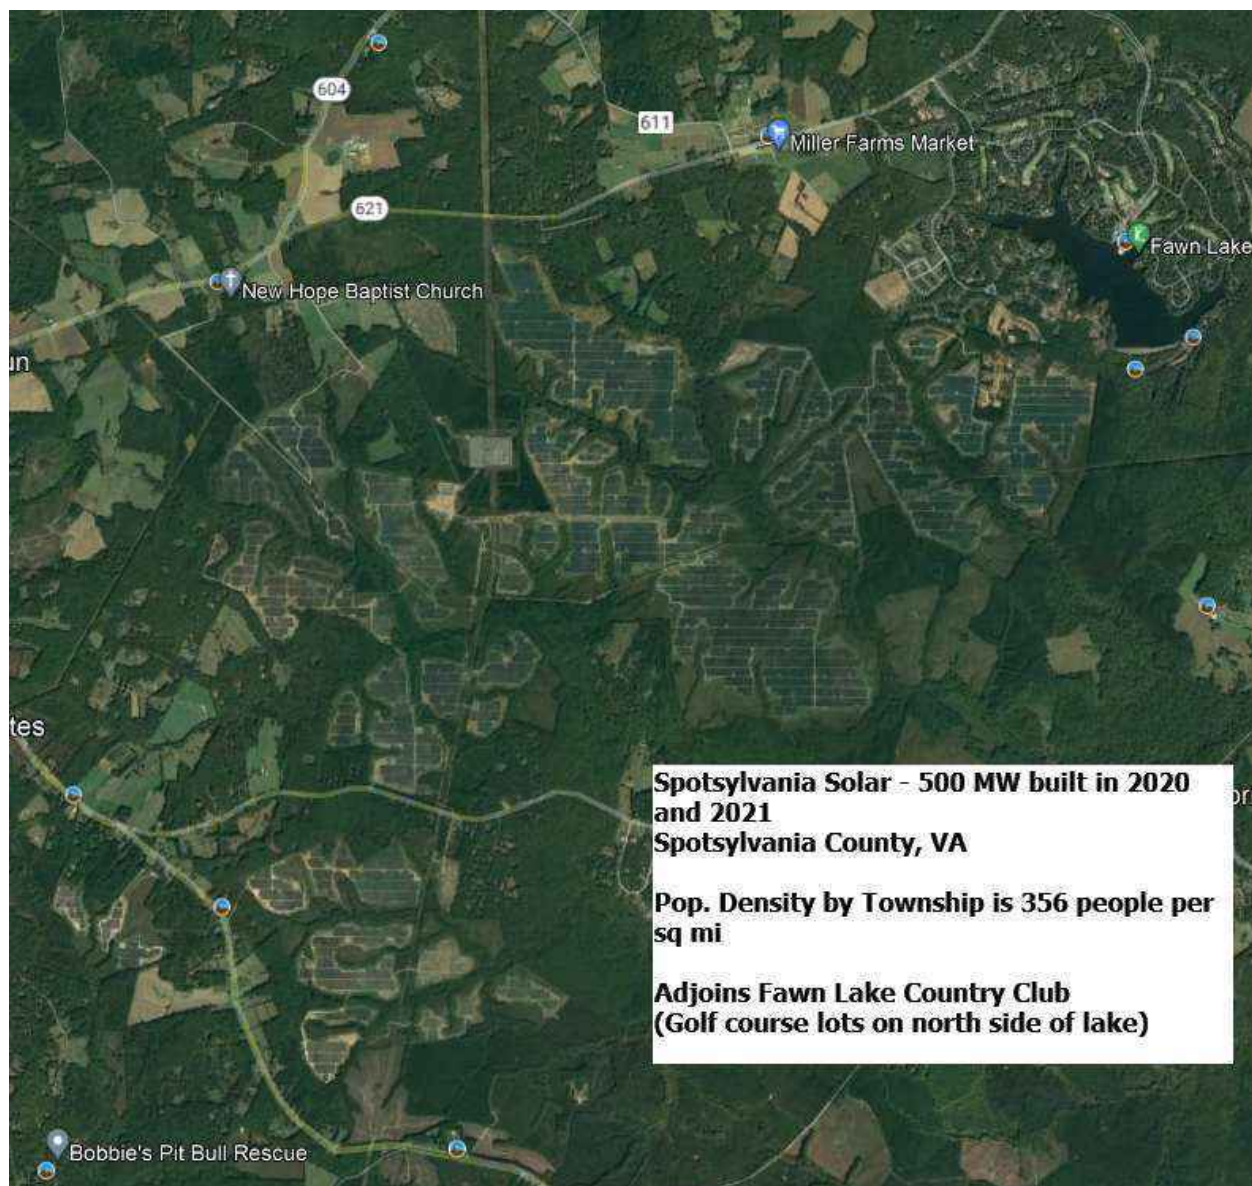 604
611
Miller Farms Market
621
Fawn Lake
New Hope Baptist Church
un
tes
Spotsylvania Solar - 500 MW built in 2020
and 2021
Spotsylvania County, VA
Pop. Density by Township is 356 people per
sq mi
Adjoins Fawn Lake Country Club
(Golf course lots on north side of lake)
or
Bobbie's Pit Bull Rescue